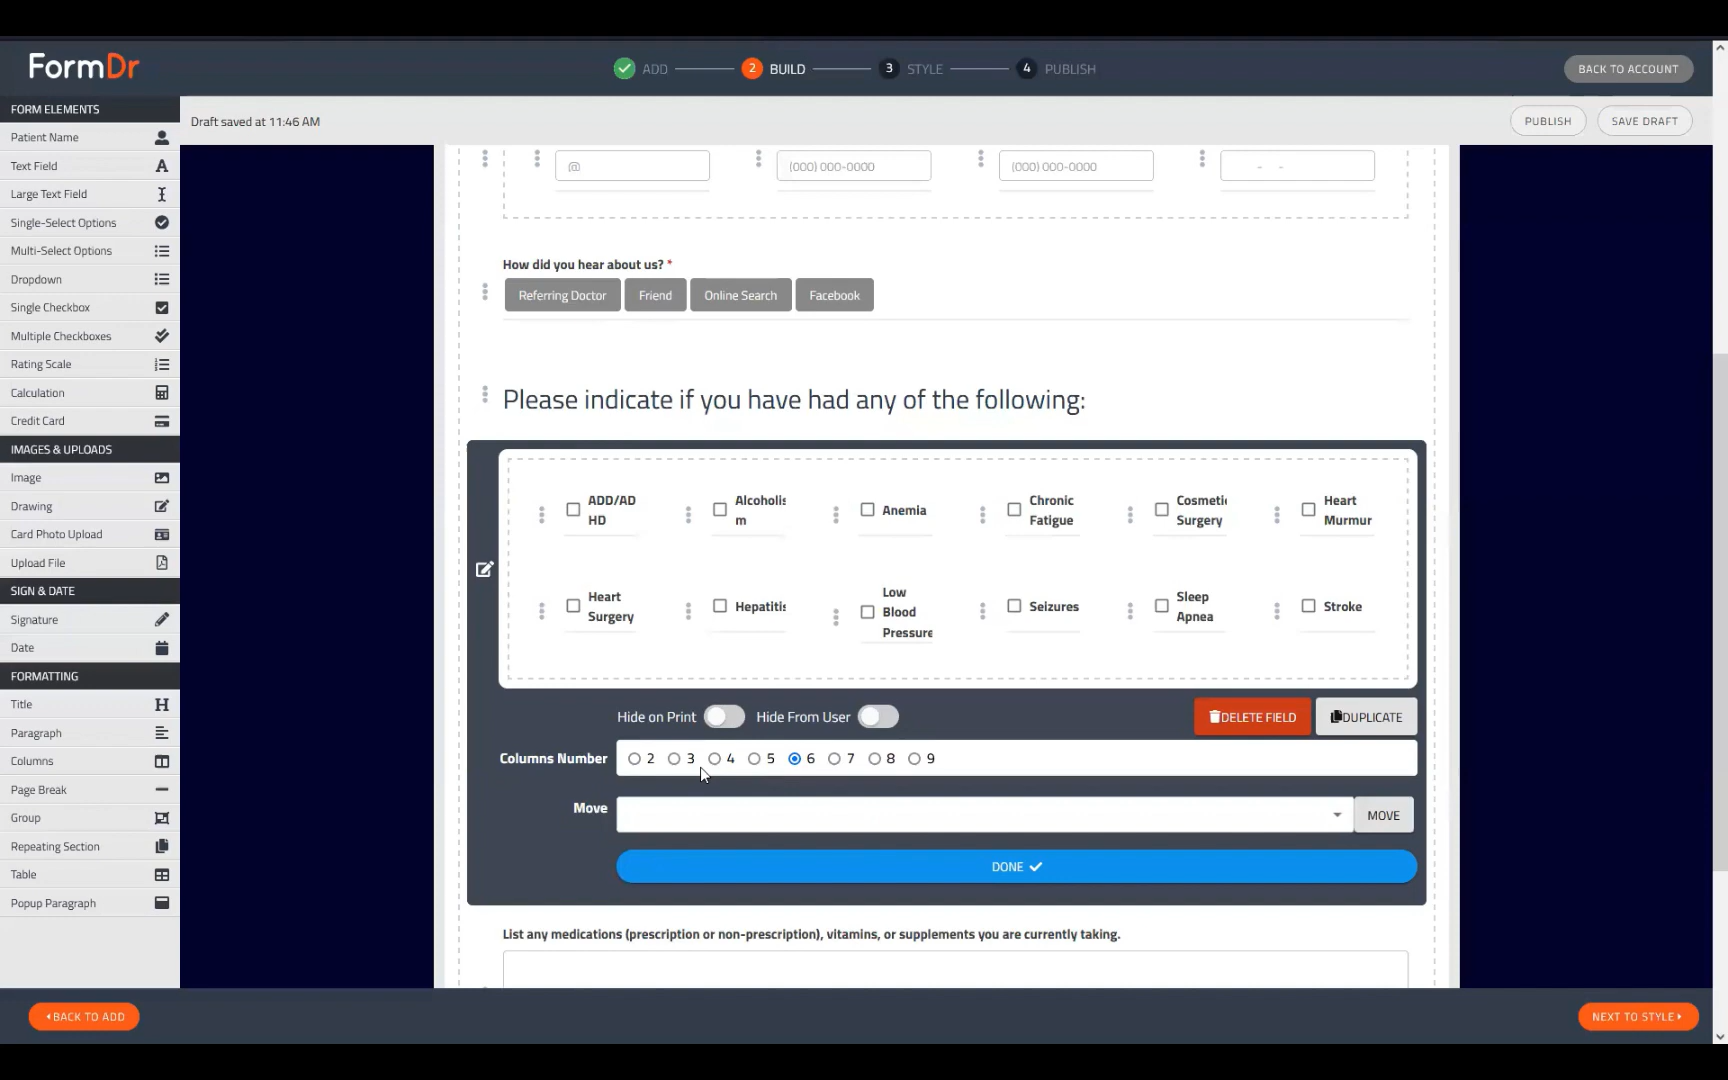 FormDr
ADD
2 BUILD
3 STYLE
4 PUBLISH
BACK TO ACCOUNT
FORM ELEMENTS
Patient Name
Text Field
Large Text Field
Single-Select Options
Multi-Select Options
Dropdown
Single Checkbox
Multiple Checkboxes
Rating Scale
Calculation
Credit Card
IMAGES & UPLOADS
Image
Drawing
Card Photo Upload
Upload File
SIGN & DATE
Signature
Date
FORMATTING
Title
Paragraph
Columns
Page Break
Group
Repeating Section
Table
Popup Paragraph
Draft saved at 11:46 AM
PUBLISH
SAVE DRAFT
@
(000) 000-0000
(000) 000-0000
- -
How did you hear about us? *
Referring Doctor
Friend
Online Search
Facebook
Please indicate if you have had any of the following:
ADD/AD
HD
Alcoholis
m
Anemia
Chronic
Fatigue
Cosmetic
Surgery
Heart
Murmur
Heart
Surgery
Hepatitis
Low
Blood
Pressure
Seizures
Sleep
Apnea
Stroke
Hide on Print
Hide From User
DELETE FIELD
DUPLICATE
Columns Number
2 3 4 5 6 7 8 9
Move
MOVE
DONE
List any medications (prescription or non-prescription), vitamins, or supplements you are currently taking.
BACK TO ADD
NEXT TO STYLE